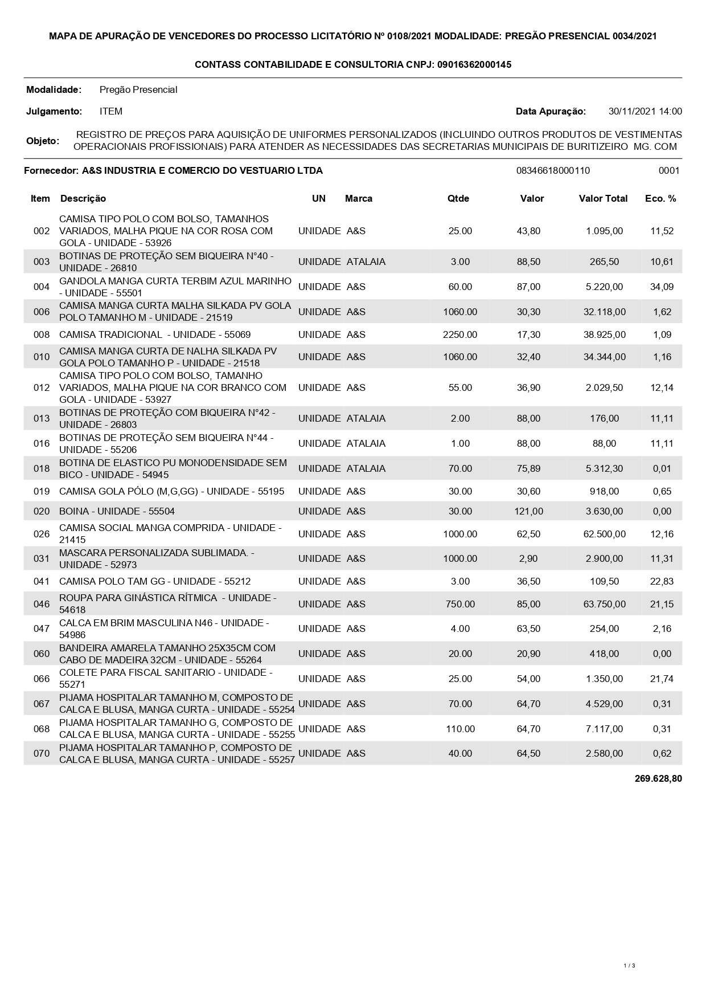 MAPA DE APURAÇÃO DE VENCEDORES DO PROCESSO LICITATÓRIO Nº 0108/2021 MODALIDADE: PREGÃO PRESENCIAL 0034/2021
CONTASS CONTABILIDADE E CONSULTORIA CNPJ: 09016362000145
Modalidade: Pregão Presencial
Julgamento: ITEM Data Apuração: 30/11/2021 14:00
Objeto: REGISTRO DE PREÇOS PARA AQUISIÇÃO DE UNIFORMES PERSONALIZADOS (INCLUINDO OUTROS PRODUTOS DE VESTIMENTAS
OPERACIONAIS PROFISSIONAIS) PARA ATENDER AS NECESSIDADES DAS SECRETARIAS MUNICIPAIS DE BURITIZEIRO  MG. COM
Fornecedor: A&S INDUSTRIA E COMERCIO DO VESTUARIO LTDA 08346618000110 0001
Item Descrição UN Marca Qtde Valor Valor Total Eco. %
CAMISA TIPO POLO COM BOLSO, TAMANHOS
002 VARIADOS, MALHA PIQUE NA COR ROSA COM UNIDADE A&S 25.00 43,80 1.095,00 11,52
GOLA - UNIDADE - 53926
003 BOTINAS DE PROTEÇÃO SEM BIQUEIRA N°40 - UNIDADE ATALAIA 3.00 88,50 265,50 10,61
UNIDADE - 26810
004 GANDOLA MANGA CURTA TERBIM AZUL MARINHO UNIDADE A&S 60.00 87,00 5.220,00 34,09
- UNIDADE - 55501
006 CAMISA MANGA CURTA MALHA SILKADA PV GOLA UNIDADE A&S 1060.00 30,30 32.118,00 1,62
POLO TAMANHO M - UNIDADE - 21519
008 CAMISA TRADICIONAL  - UNIDADE - 55069 UNIDADE A&S 2250.00 17,30 38.925,00 1,09
010 CAMISA MANGA CURTA DE NALHA SILKADA PV UNIDADE A&S 1060.00 32,40 34.344,00 1,16
GOLA POLO TAMANHO P - UNIDADE - 21518
CAMISA TIPO POLO COM BOLSO, TAMANHO
012 VARIADOS, MALHA PIQUE NA COR BRANCO COM UNIDADE A&S 55.00 36,90 2.029,50 12,14
GOLA - UNIDADE - 53927
013 BOTINAS DE PROTEÇÃO COM BIQUEIRA N°42 - UNIDADE ATALAIA 2.00 88,00 176,00 11,11
UNIDADE - 26803
016 BOTINAS DE PROTEÇÃO SEM BIQUEIRA N°44 - UNIDADE ATALAIA 1.00 88,00 88,00 11,11
UNIDADE - 55206
018 BOTINA DE ELASTICO PU MONODENSIDADE SEM UNIDADE ATALAIA 70.00 75,89 5.312,30 0,01
BICO - UNIDADE - 54945
019 CAMISA GOLA PÓLO (M,G,GG) - UNIDADE - 55195 UNIDADE A&S 30.00 30,60 918,00 0,65
020 BOINA - UNIDADE - 55504 UNIDADE A&S 30.00 121,00 3.630,00 0,00
026 CAMISA SOCIAL MANGA COMPRIDA - UNIDADE - UNIDADE A&S 1000.00 62,50 62.500,00 12,16
21415
031 MASCARA PERSONALIZADA SUBLIMADA. - UNIDADE A&S 1000.00 2,90 2.900,00 11,31
UNIDADE - 52973
041 CAMISA POLO TAM GG - UNIDADE - 55212 UNIDADE A&S 3.00 36,50 109,50 22,83
046 ROUPA PARA GINÁSTICA RÍTMICA  - UNIDADE - UNIDADE A&S 750.00 85,00 63.750,00 21,15
54618
047 CALCA EM BRIM MASCULINA N46 - UNIDADE - UNIDADE A&S 4.00 63,50 254,00 2,16
54986
060 BANDEIRA AMARELA TAMANHO 25X35CM COM UNIDADE A&S 20.00 20,90 418,00 0,00
CABO DE MADEIRA 32CM - UNIDADE - 55264
066 COLETE PARA FISCAL SANITARIO - UNIDADE - UNIDADE A&S 25.00 54,00 1.350,00 21,74
55271
067 PIJAMA HOSPITALAR TAMANHO M, COMPOSTO DE UNIDADE A&S 70.00 64,70 4.529,00 0,31
CALCA E BLUSA, MANGA CURTA - UNIDADE - 55254
068 PIJAMA HOSPITALAR TAMANHO G, COMPOSTO DE UNIDADE A&S 110.00 64,70 7.117,00 0,31
CALCA E BLUSA, MANGA CURTA - UNIDADE - 55255
070 PIJAMA HOSPITALAR TAMANHO P, COMPOSTO DE UNIDADE A&S 40.00 64,50 2.580,00 0,62
CALCA E BLUSA, MANGA CURTA - UNIDADE - 55257
269.628,80
1 / 3